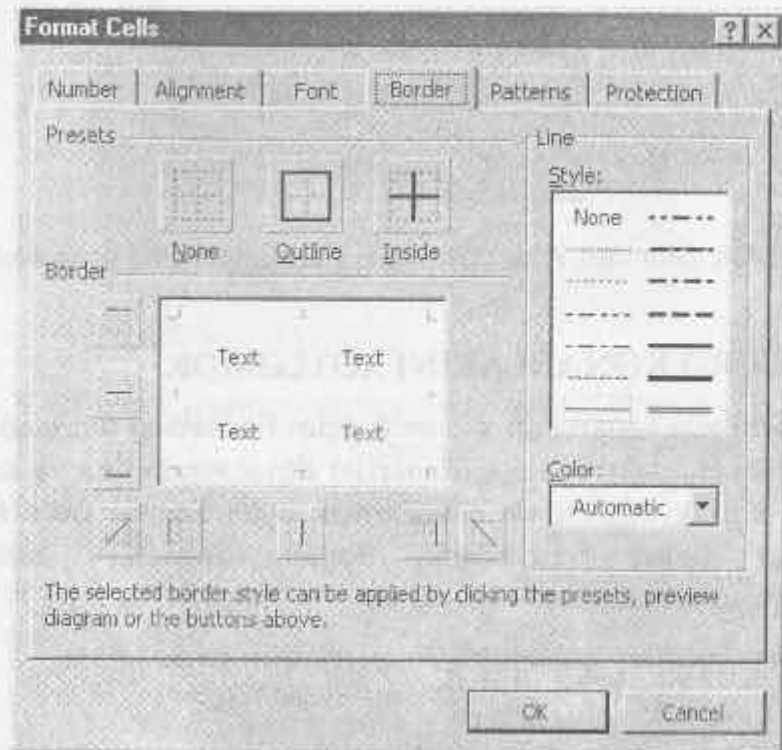 Format Cells
Number Alignment Font Border Patterns Protection
Presets
None Outline Inside
Border
Text Text
Text Text
Line
Style:
None
Color:
Automatic
The selected border style can be applied by clicking the presets, preview
diagram or the buttons above.
OK Cancel